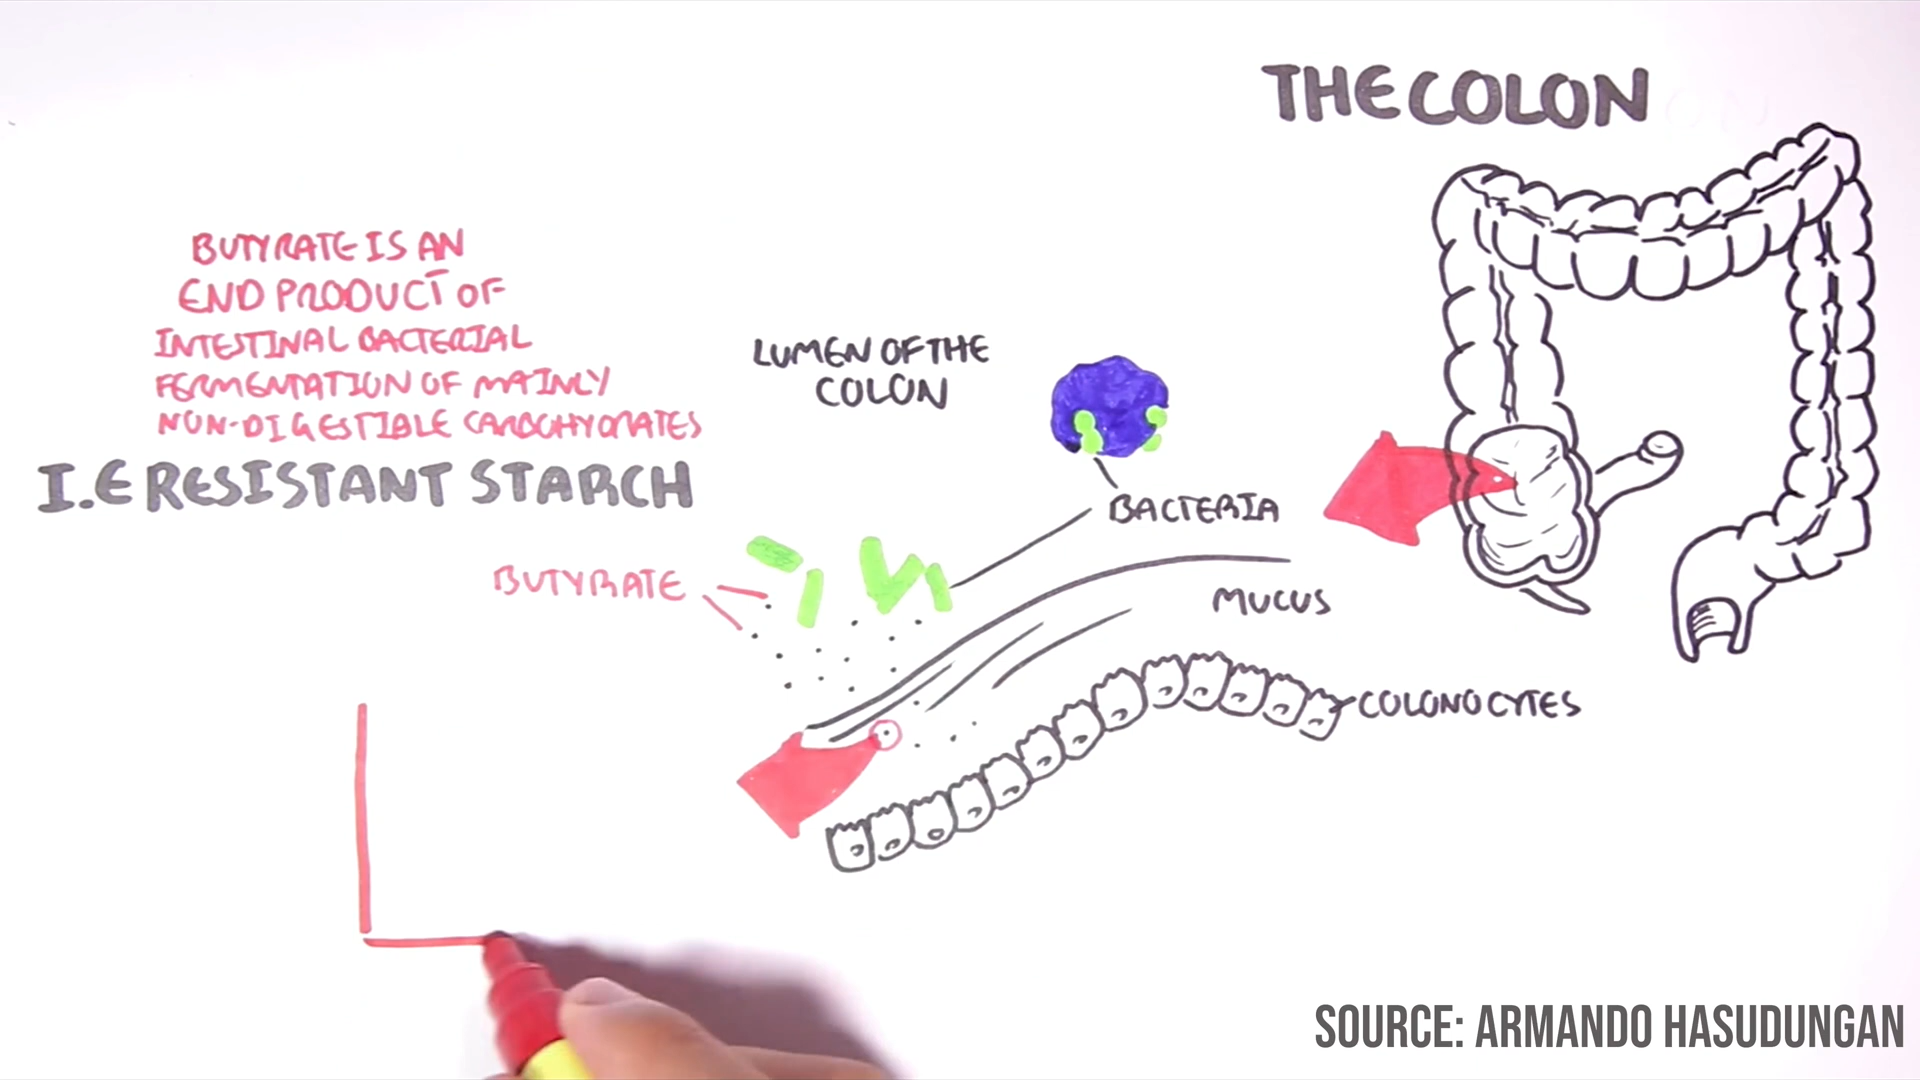 THE COLON
BUTYRATE IS AN
END PRODUCT OF
INTESTINAL BACTERIAL
FERMENTATION OF MAINLY
NON-DIGESTIBLE CARBOHYDRATES
I.E RESISTANT STARCH
LUMEN OF THE
COLON
BACTERIA
BUTYRATE
MUCUS
COLONOCYTES
SOURCE: ARMANDO HASUDUNGAN